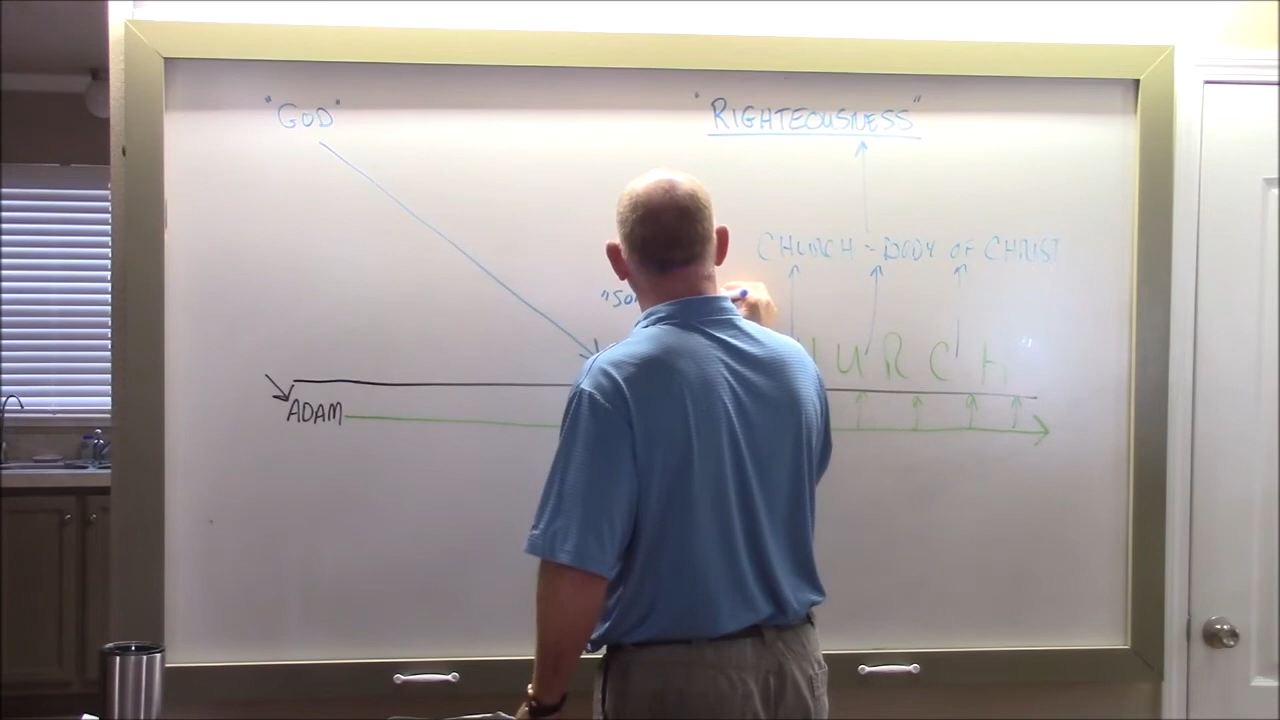 "GOD"
"RIGHTEOUSNESS"
CHURCH - BODY OF CHRIST
U R C H "
ADAM